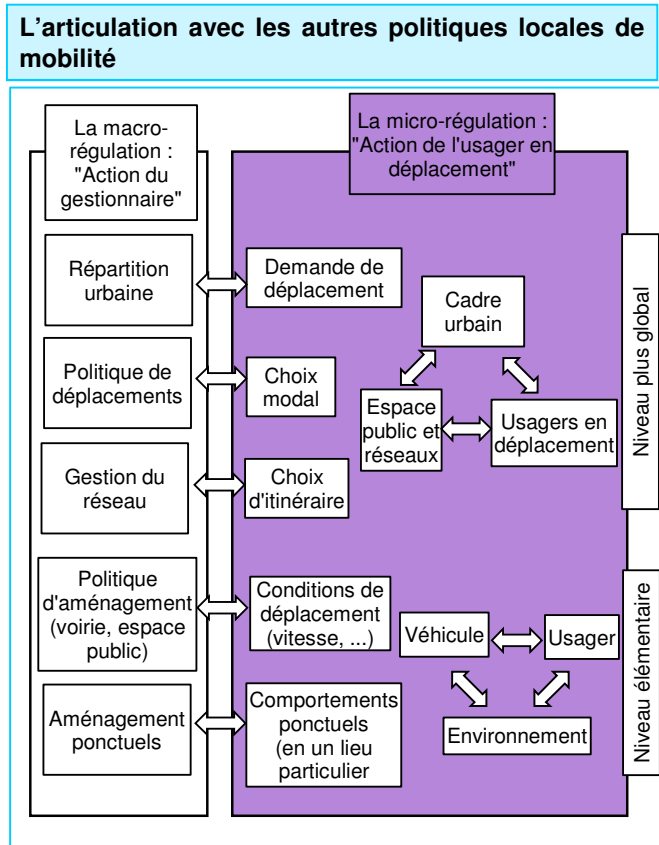 L'articulation avec les autres politiques locales de
mobilité
La macro-
régulation :
"Action du
gestionnaire"
La micro-régulation :
"Action de l'usager en
déplacement"
Répartition
urbaine
Demande de
déplacement
Cadre
urbain
Politique de
déplacements
Choix
modal
Espace
public et
réseaux
Usagers en
déplacement
Gestion du
réseau
Choix
d'itinéraire
Niveau plus global
Politique
d'aménagement
(voirie, espace
public)
Conditions de
déplacement
(vitesse, ...)
Véhicule
Usager
Aménagement
ponctuels
Comportements
ponctuels
(en un lieu
particulier
Environnement
Niveau élémentaire